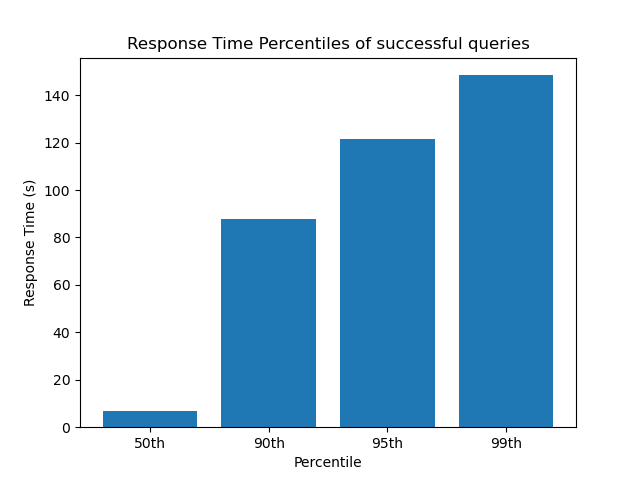 Response Time Percentiles of successful queries
Response Time (s)
140
120
100
80
60
40
20
0
50th 90th 95th 99th
Percentile